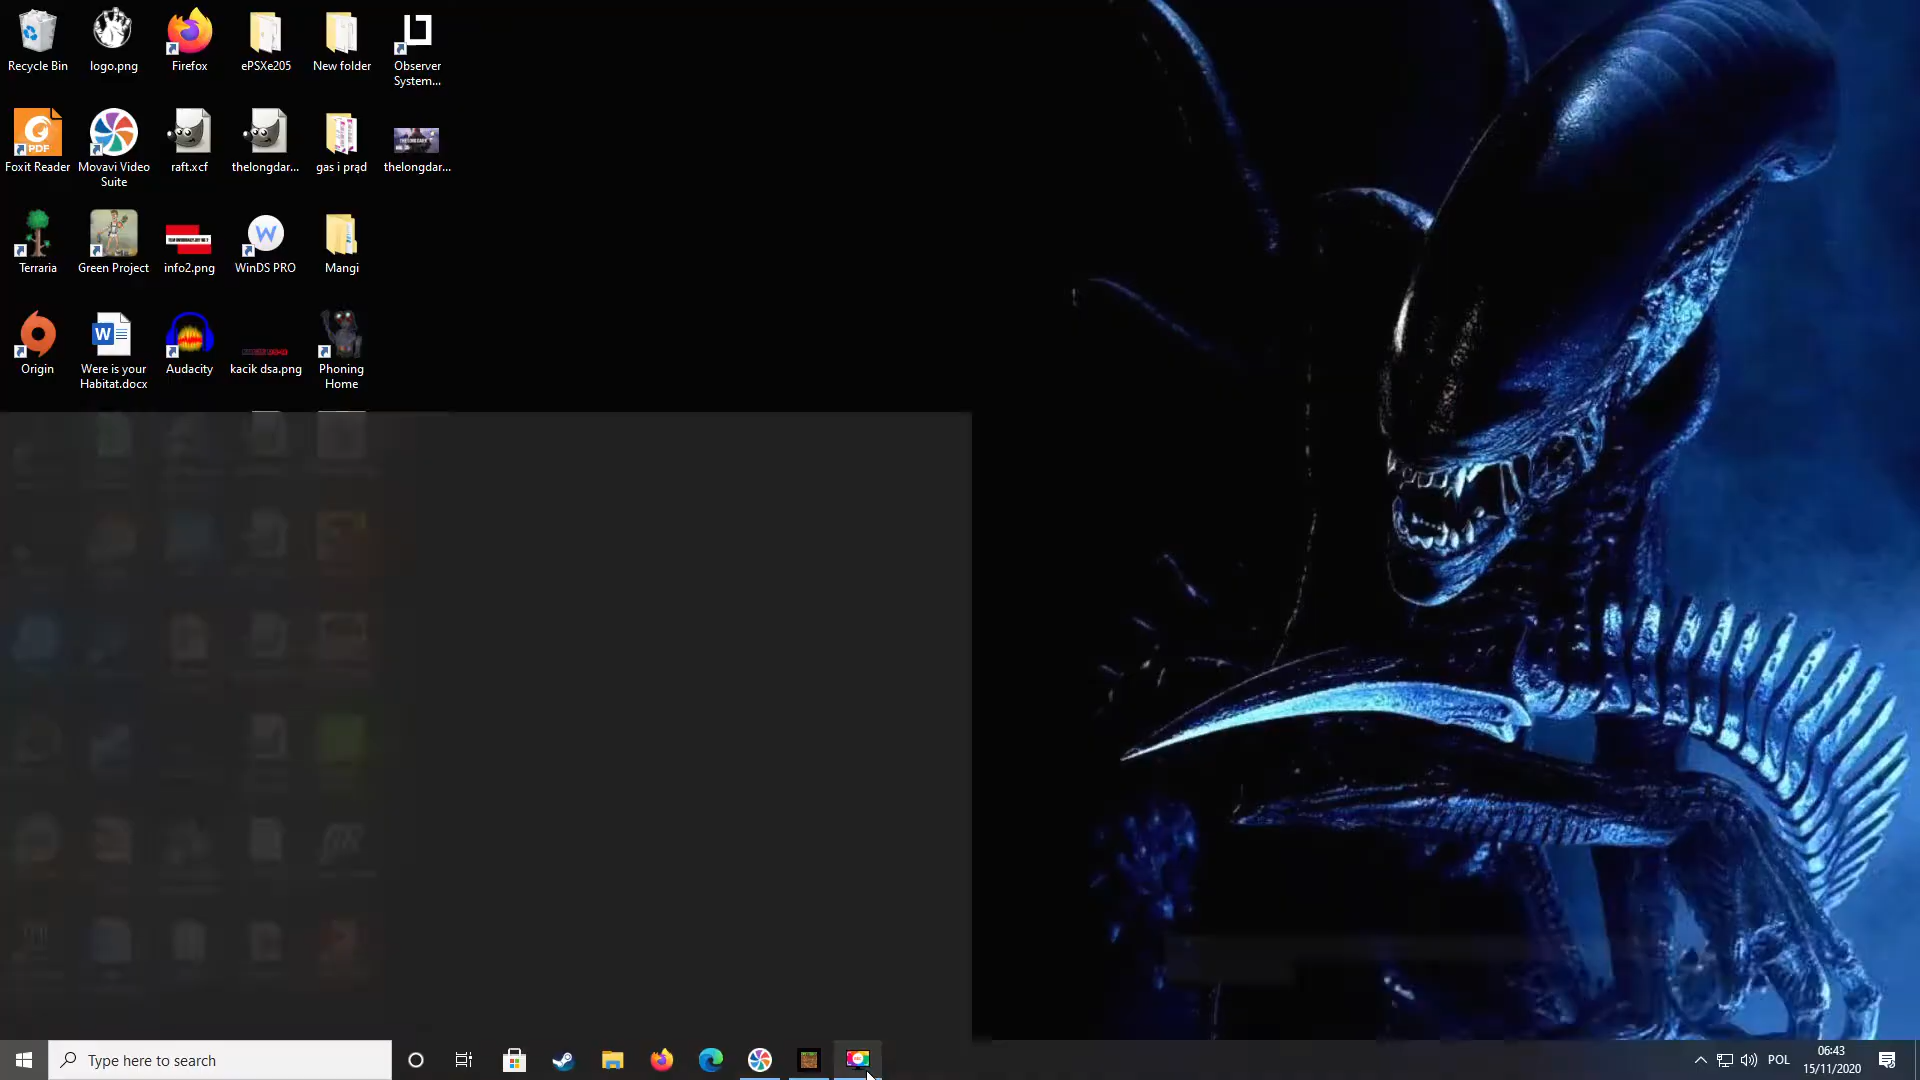 Recycle Bin
logo.png
Firefox
ePSXe205
New folder
Observer
System...
PDF
Foxit Reader
Movavi Video
Suite
raft.xcf
thelongdar...
gas i prąd
thelongdar...
Terraria
Green Project
info2.png
W
WinDS PRO
Mangi
Origin
W
Were is your
Habitat.docx
Audacity
kacik dsa.png
Phoning
Home
Type here to search
POL
06:43
15/11/2020